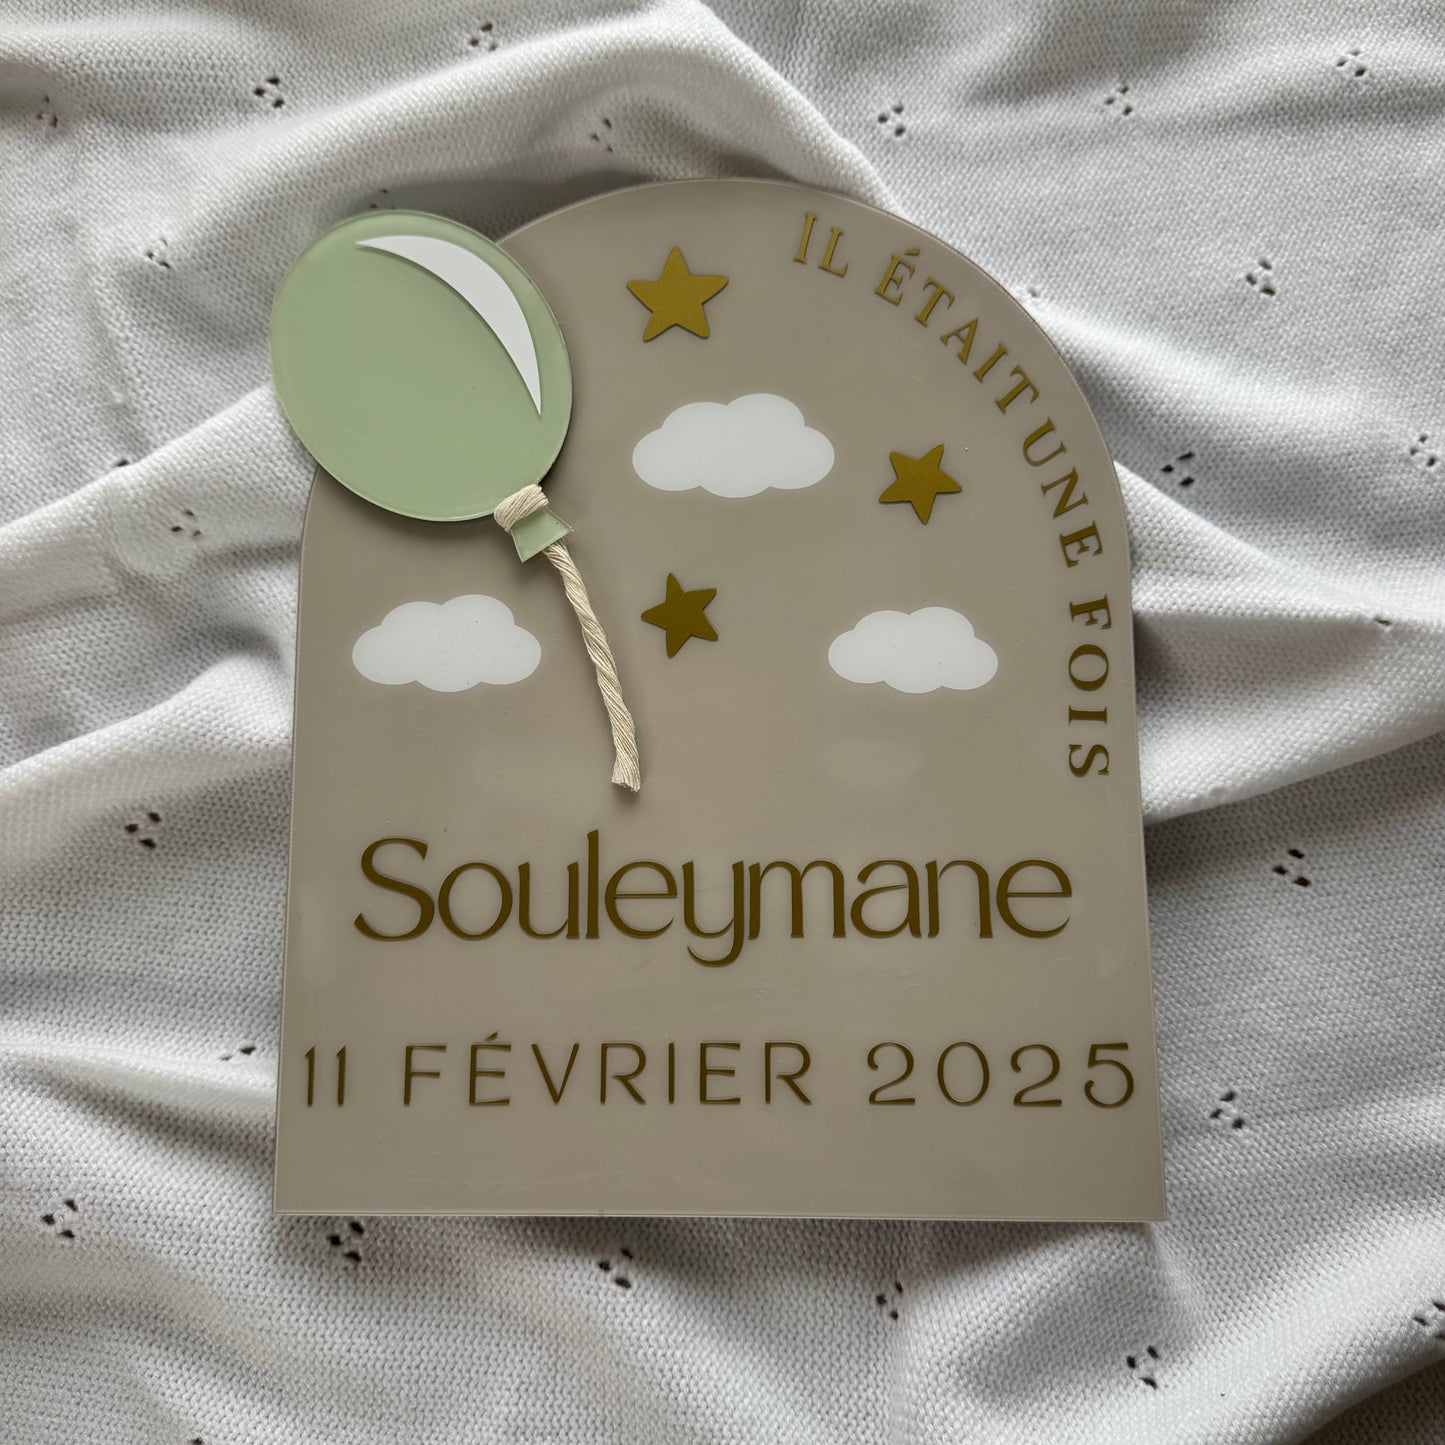 IL ÉTAIT UNE FOIS
Souleymane
11 FÉVRIER 2025